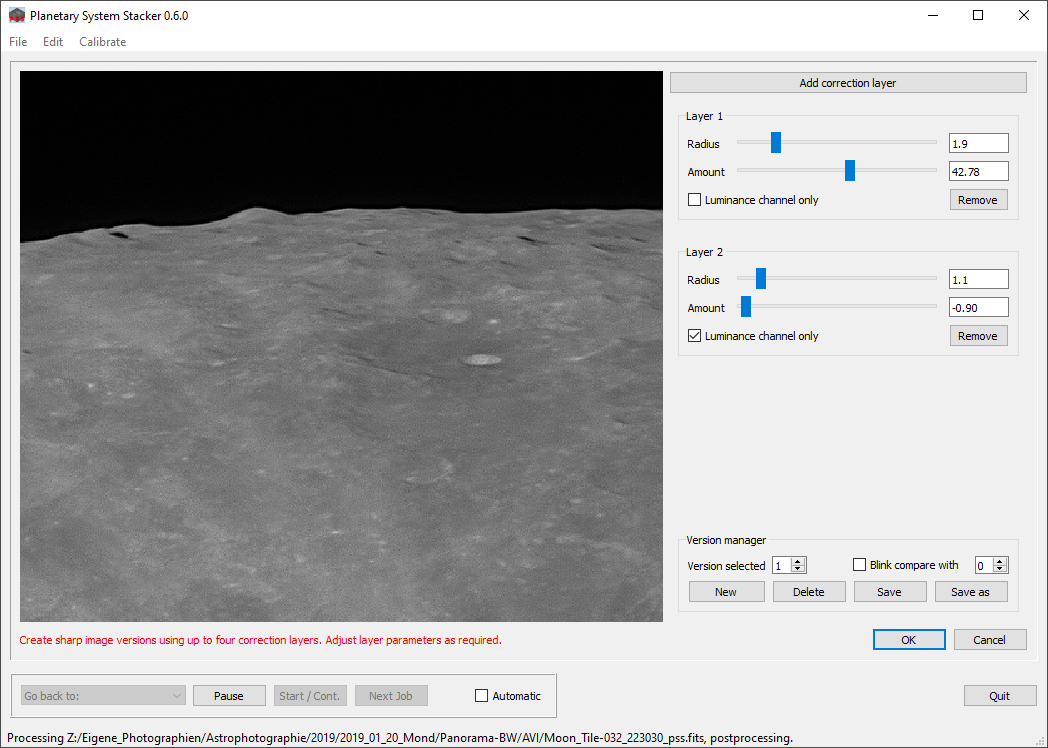 Planetary System Stacker 0.6.0
File Edit Calibrate
Add correction layer
Layer 1
Radius 1.9
Amount 42.78
Luminance channel only Remove
Layer 2
Radius 1.1
Amount -0.90
Luminance channel only Remove
Version manager
Version selected 1 Blink compare with 0
New Delete Save Save as
Create sharp image versions using up to four correction layers. Adjust layer parameters as required.
OK Cancel
Go back to: Pause Start / Cont. Next Job Automatic Quit
Processing Z:/Eigene_Photographien/Astrophotographie/2019/2019_01_20_Mond/Panorama-BW/AVI/Moon_Tile-032_223030_pss.fits, postprocessing.